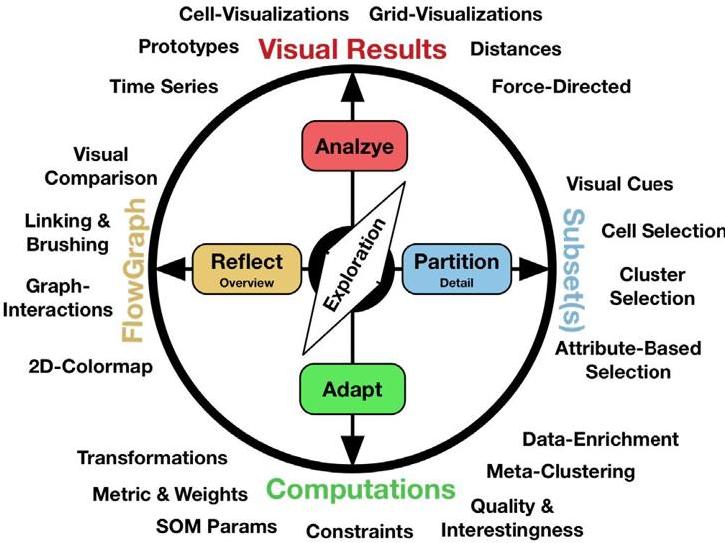 Cell-Visualizations Grid-Visualizations
Prototypes Visual Results Distances
Time Series Force-Directed
Analzye
Visual
Comparison
Linking &
Brushing
Graph-
Interactions
2D-Colormap
FlowGraph
Reflect
Overview
Exploration
Partition
Detail
Subset(s)
Visual Cues
Cell Selection
Cluster
Selection
Attribute-Based
Selection
Adapt
Transformations
Metric & Weights
SOM Params
Computations
Constraints
Data-Enrichment
Meta-Clustering
Quality &
Interestingness